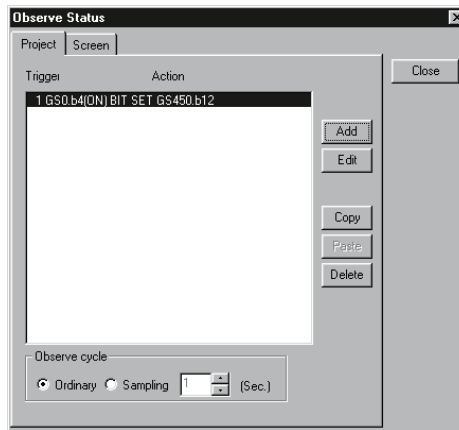 Observe Status
Project Screen
Close
Trigger Action
1 GS0.b4(ON) BIT SET GS450.b12
Add
Edit
Copy
Paste
Delete
Observe cycle
Ordinary Sampling 1 (Sec.)